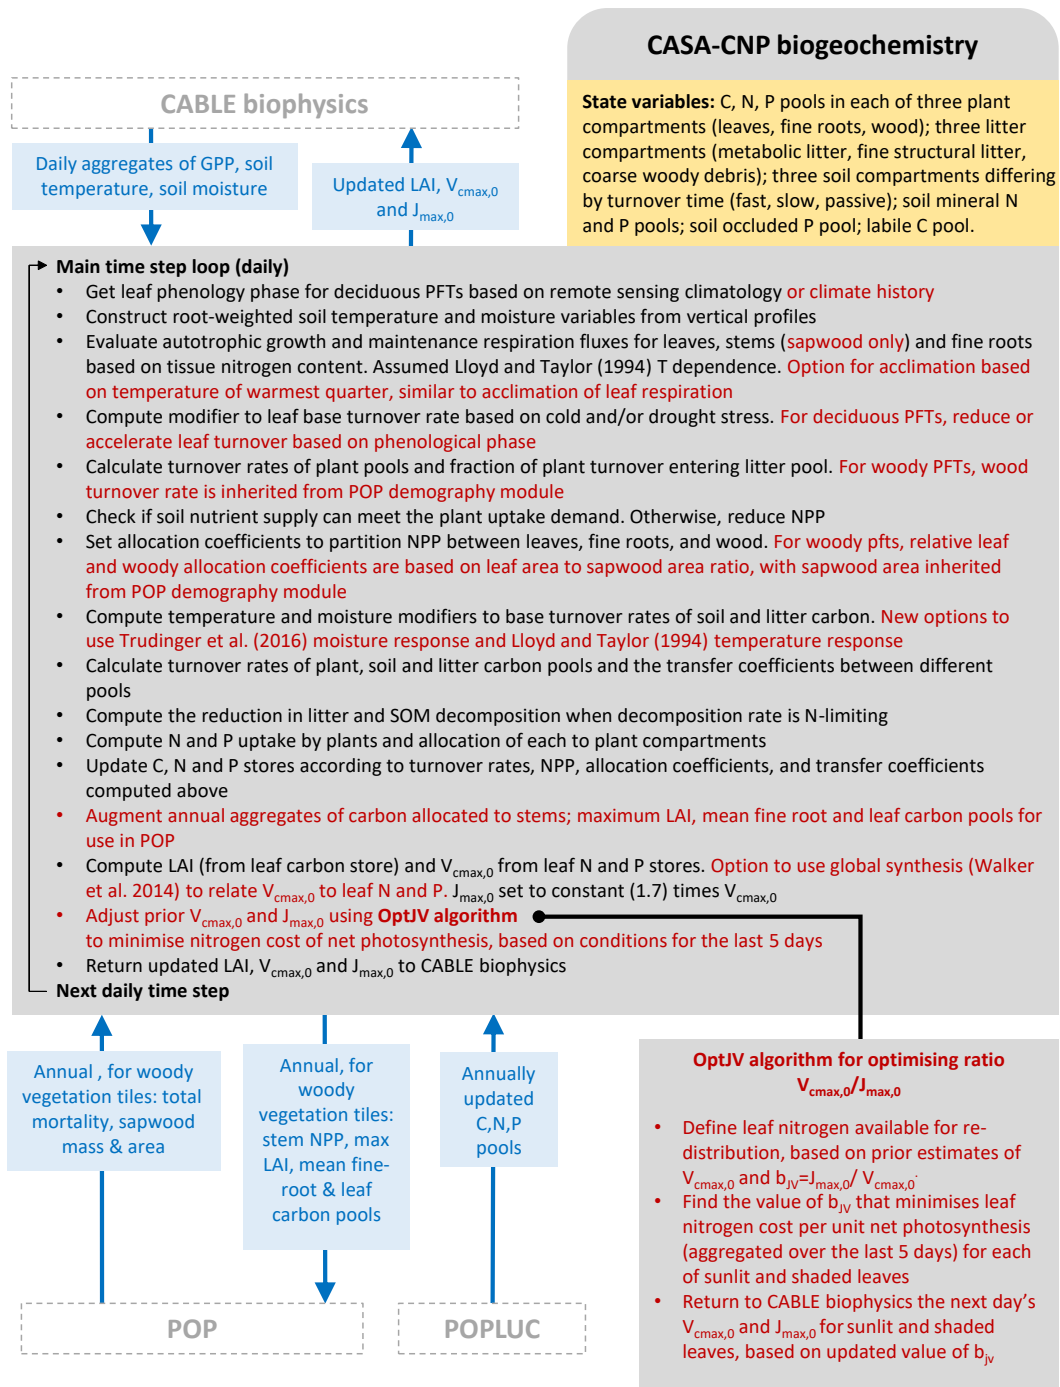 CASA-CNP biogeochemistry
State variables: C, N, P pools in each of three plant
compartments (leaves, fine roots, wood); three litter
compartments (metabolic litter, fine structural litter,
coarse woody debris); three soil compartments differing
by turnover time (fast, slow, passive); soil mineral N
and P pools; soil occluded P pool; labile C pool.
CABLE biophysics
Daily aggregates of GPP, soil
temperature, soil moisture
Updated LAI, Vcmax,0
and Jmax,0
Main time step loop (daily)
• Get leaf phenology phase for deciduous PFTs based on remote sensing climatology or climate history
• Construct root-weighted soil temperature and moisture variables from vertical profiles
• Evaluate autotrophic growth and maintenance respiration fluxes for leaves, stems (sapwood only) and fine roots
based on tissue nitrogen content. Assumed Lloyd and Taylor (1994) T dependence. Option for acclimation based
on temperature of warmest quarter, similar to acclimation of leaf respiration
• Compute modifier to leaf base turnover rate based on cold and/or drought stress. For deciduous PFTs, reduce or
accelerate leaf turnover based on phenological phase
• Calculate turnover rates of plant pools and fraction of plant turnover entering litter pool. For woody PFTs, wood
turnover rate is inherited from POP demography module
• Check if soil nutrient supply can meet the plant uptake demand. Otherwise, reduce NPP
• Set allocation coefficients to partition NPP between leaves, fine roots, and wood. For woody pfts, relative leaf
and woody allocation coefficients are based on leaf area to sapwood area ratio, with sapwood area inherited
from POP demography module
• Compute temperature and moisture modifiers to base turnover rates of soil and litter carbon. New options to
use Trudinger et al. (2016) moisture response and Lloyd and Taylor (1994) temperature response
• Calculate turnover rates of plant, soil and litter carbon pools and the transfer coefficients between different
pools
• Compute the reduction in litter and SOM decomposition when decomposition rate is N-limiting
• Compute N and P uptake by plants and allocation of each to plant compartments
• Update C, N and P stores according to turnover rates, NPP, allocation coefficients, and transfer coefficients
computed above
• Augment annual aggregates of carbon allocated to stems; maximum LAI, mean fine root and leaf carbon pools for
use in POP
• Compute LAI (from leaf carbon store) and Vcmax,0 from leaf N and P stores. Option to use global synthesis (Walker
et al. 2014) to relate Vcmax,0 to leaf N and P. Jmax,0 set to constant (1.7) times Vcmax,0
• Adjust prior Vcmax,0 and Jmax,0 using OptJV algorithm
to minimise nitrogen cost of net photosynthesis, based on conditions for the last 5 days
• Return updated LAI, Vcmax,0 and Jmax,0 to CABLE biophysics
Next daily time step
Annual , for woody
vegetation tiles: total
mortality, sapwood
mass & area
Annual, for
woody
vegetation tiles:
stem NPP, max
LAI, mean fine-
root & leaf
carbon pools
Annually
updated
C,N,P
pools
POP
POPLUC
OptJV algorithm for optimising ratio
Vcmax,0/Jmax,0
• Define leaf nitrogen available for re-
distribution, based on prior estimates of
Vcmax,0 and bJV=Jmax,0/ Vcmax,0.
• Find the value of bJV that minimises leaf
nitrogen cost per unit net photosynthesis
(aggregated over the last 5 days) for each
of sunlit and shaded leaves
• Return to CABLE biophysics the next day's
Vcmax,0 and Jmax,0 for sunlit and shaded
leaves, based on updated value of bjv